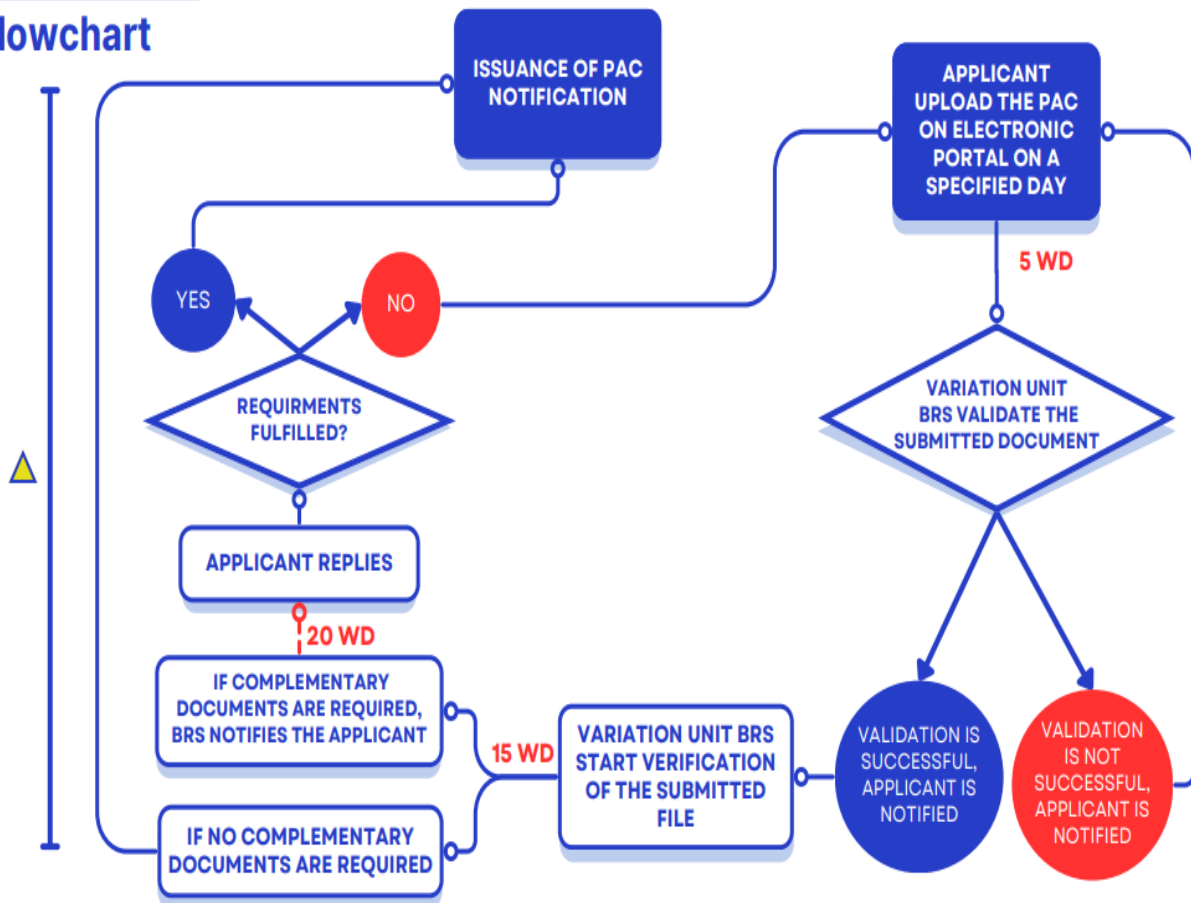 lowchart
ISSUANCE OF PAC
NOTIFICATION
APPLICANT
UPLOAD THE PAC
ON ELECTRONIC
PORTAL ON A
SPECIFIED DAY
5 WD
YES
NO
REQUIRMENTS
FULFILLED?
VARIATION UNIT
BRS VALIDATE THE
SUBMITTED DOCUMENT
APPLICANT REPLIES
20 WD
IF COMPLEMENTARY
DOCUMENTS ARE REQUIRED,
BRS NOTIFIES THE APPLICANT
15 WD
VARIATION UNIT BRS
START VERIFICATION
OF THE SUBMITTED
FILE
VALIDATION IS
SUCCESSFUL,
APPLICANT IS
NOTIFIED
VALIDATION
IS NOT
SUCCESSFUL,
APPLICANT IS
NOTIFIED
IF NO COMPLEMENTARY
DOCUMENTS ARE REQUIRED